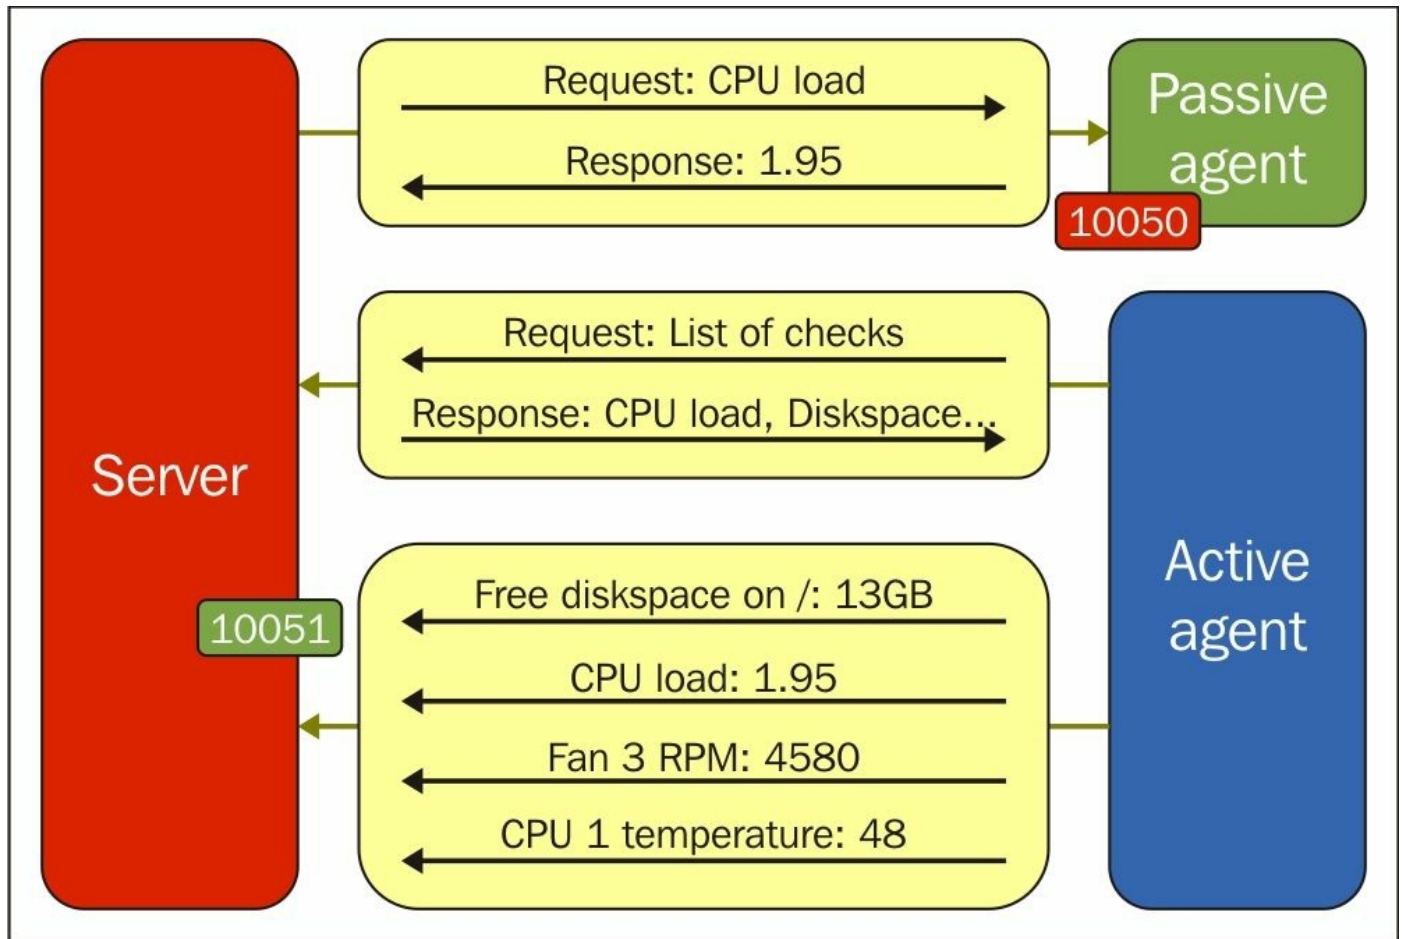 Server
Request: CPU load
Response: 1.95
Passive
agent
10050
Request: List of checks
Response: CPU load, Diskspace...
10051
Free diskspace on /: 13GB
CPU load: 1.95
Fan 3 RPM: 4580
CPU 1 temperature: 48
Active
agent